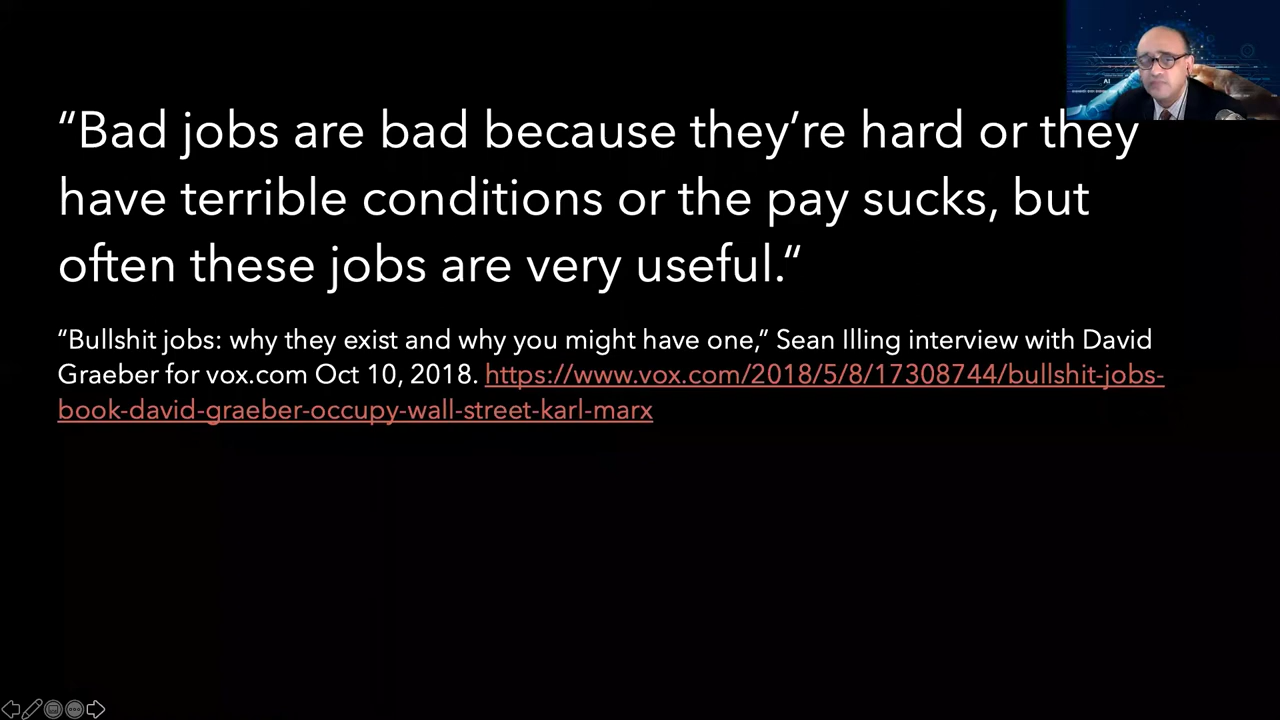 “Bad jobs are bad because they’re hard or they
have terrible conditions or the pay sucks, but
often these jobs are very useful.“
“Bullshit jobs: why they exist and why you might have one,” Sean Illing interview with David
Graeber for vox.com Oct 10, 2018. https://www.vox.com/2018/5/8/17308744/bullshit-jobs-
book-david-graeber-occupy-wall-street-karl-marx
AI